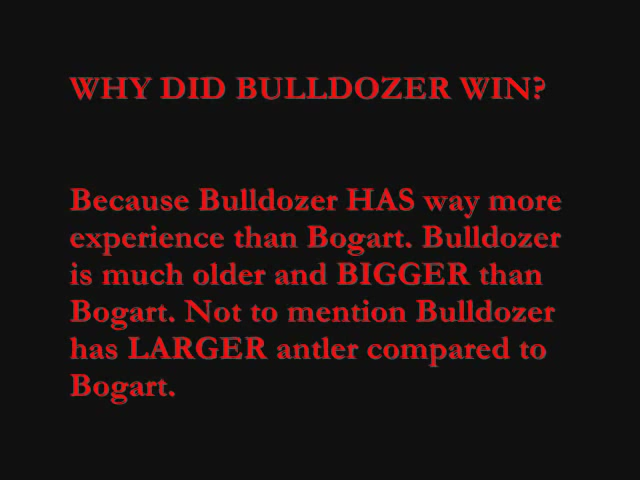 WHY DID BULLDOZER WIN?
Because Bulldozer HAS way more
experience than Bogart. Bulldozer
is much older and BIGGER than
Bogart. Not to mention Bulldozer
has LARGER antler compared to
Bogart.